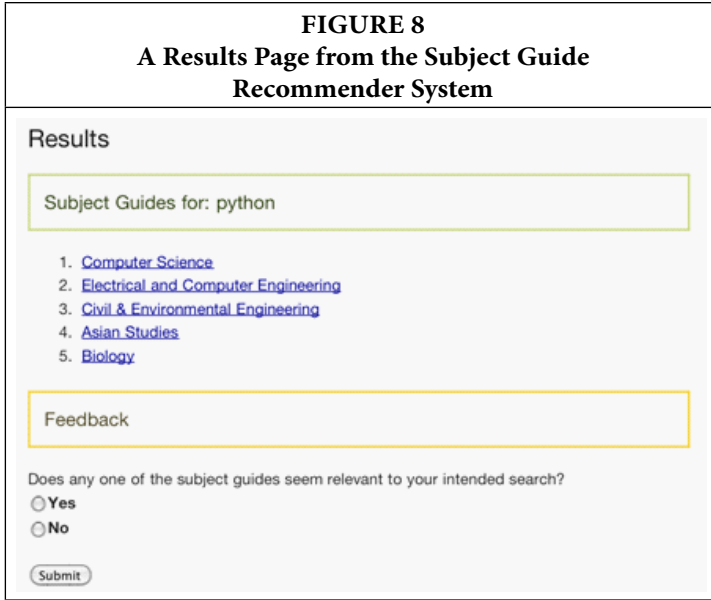 FIGURE 8
A Results Page from the Subject Guide
Recommender System
Results
Subject Guides for: python
1. Computer Science
2. Electrical and Computer Engineering
3. Civil & Environmental Engineering
4. Asian Studies
5. Biology
Feedback
Does any one of the subject guides seem relevant to your intended search?
Yes
No
Submit